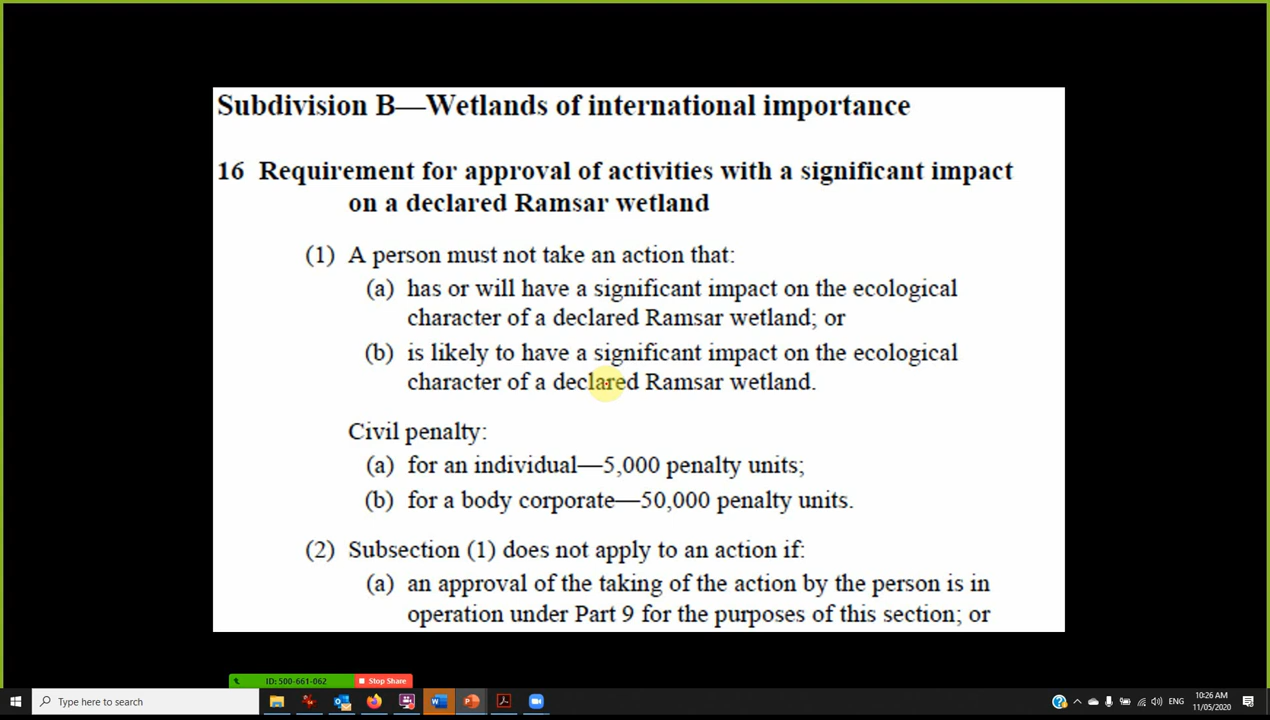 Subdivision B—Wetlands of international importance
16 Requirement for approval of activities with a significant impact
on a declared Ramsar wetland
(1) A person must not take an action that:
(a) has or will have a significant impact on the ecological
character of a declared Ramsar wetland; or
(b) is likely to have a significant impact on the ecological
character of a declared Ramsar wetland.
Civil penalty:
(a) for an individual—5,000 penalty units;
(b) for a body corporate—50,000 penalty units.
(2) Subsection (1) does not apply to an action if:
(a) an approval of the taking of the action by the person is in
operation under Part 9 for the purposes of this section; or
ID: 500-661-062 Stop Share
Type here to search
ENG
10:26 AM
11/05/2020